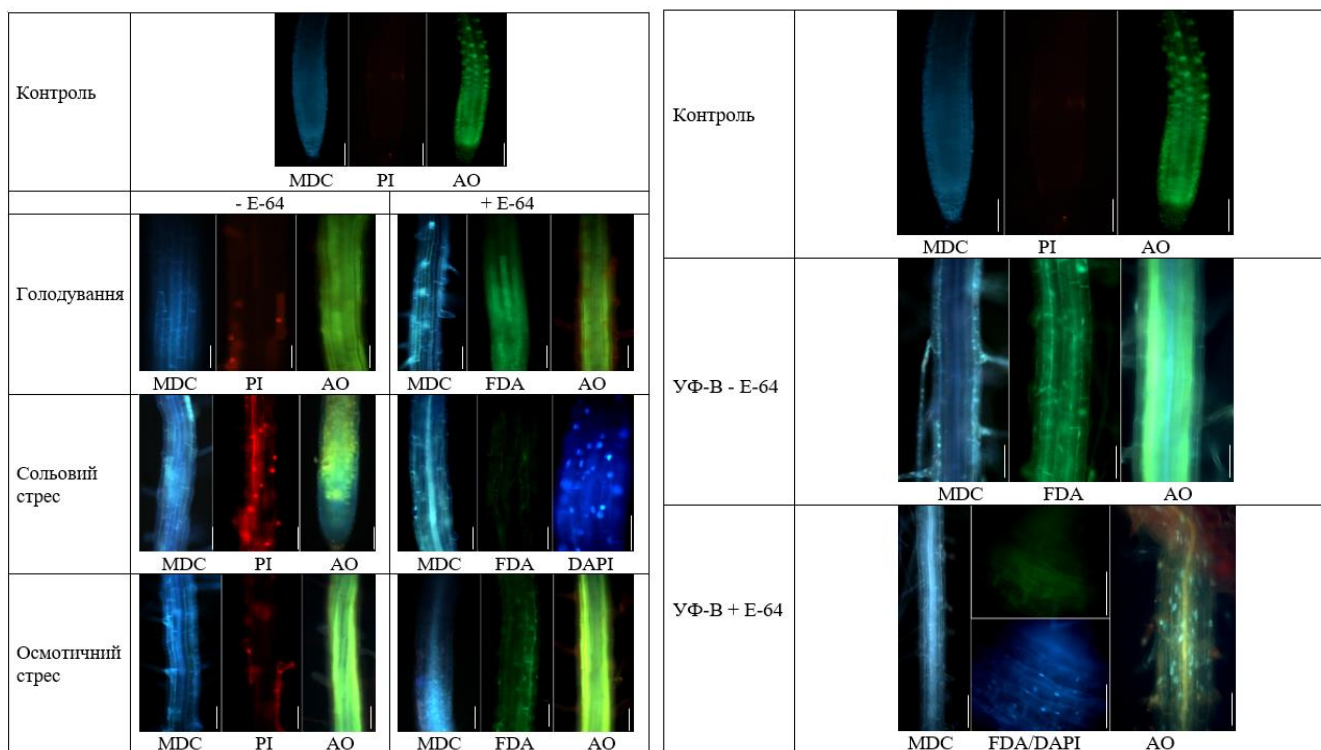 Контроль
MDC PI AO
- E-64 + E-64
Голодування
MDC PI AO MDC FDA AO
Сольовий
стрес
MDC PI AO MDC FDA DAPI
Осмотичний
стрес
MDC PI AO MDC FDA AO
Контроль
MDC PI AO
УФ-В - Е-64
MDC FDA AO
УФ-В + Е-64
MDC FDA/DAPI AO